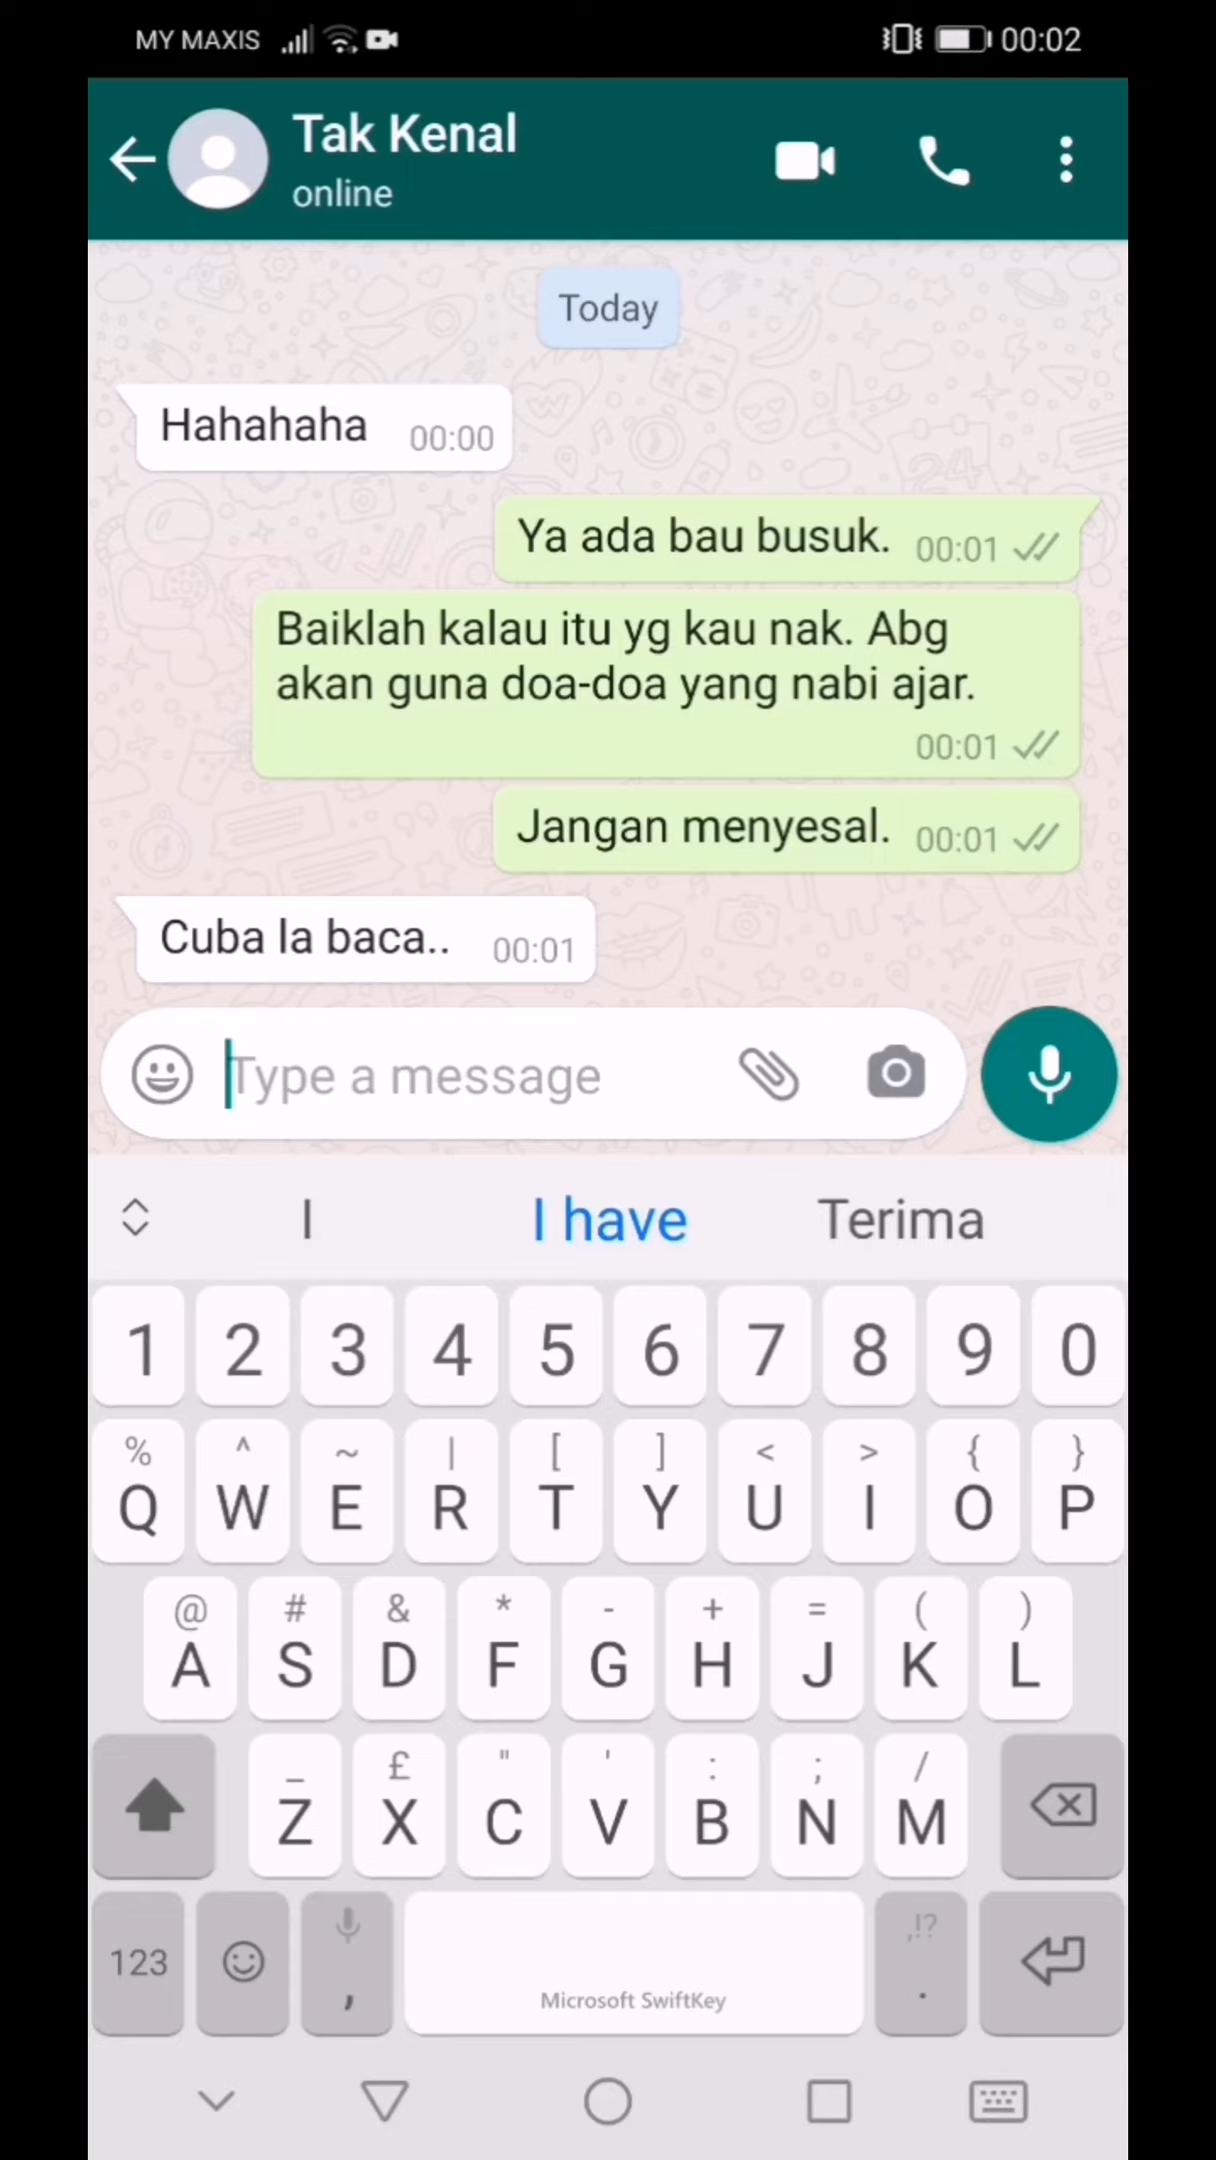 MY MAXIS 00:02
Tak Kenal
online
Today
Hahahaha 00:00
Ya ada bau busuk. 00:01
Baiklah kalau itu yg kau nak. Abg
akan guna doa-doa yang nabi ajar.
00:01
Jangan menyesal. 00:01
Cuba la baca.. 00:01
Type a message
I I have Terima
1 2 3 4 5 6 7 8 9 0
% ^ ~ | [ ] < > { }
Q W E R T Y U I O P
@ # & * - + = ( )
A S D F G H J K L
_ £ " ' : ; /
Z X C V B N M
,!?
123 , .
Microsoft SwiftKey